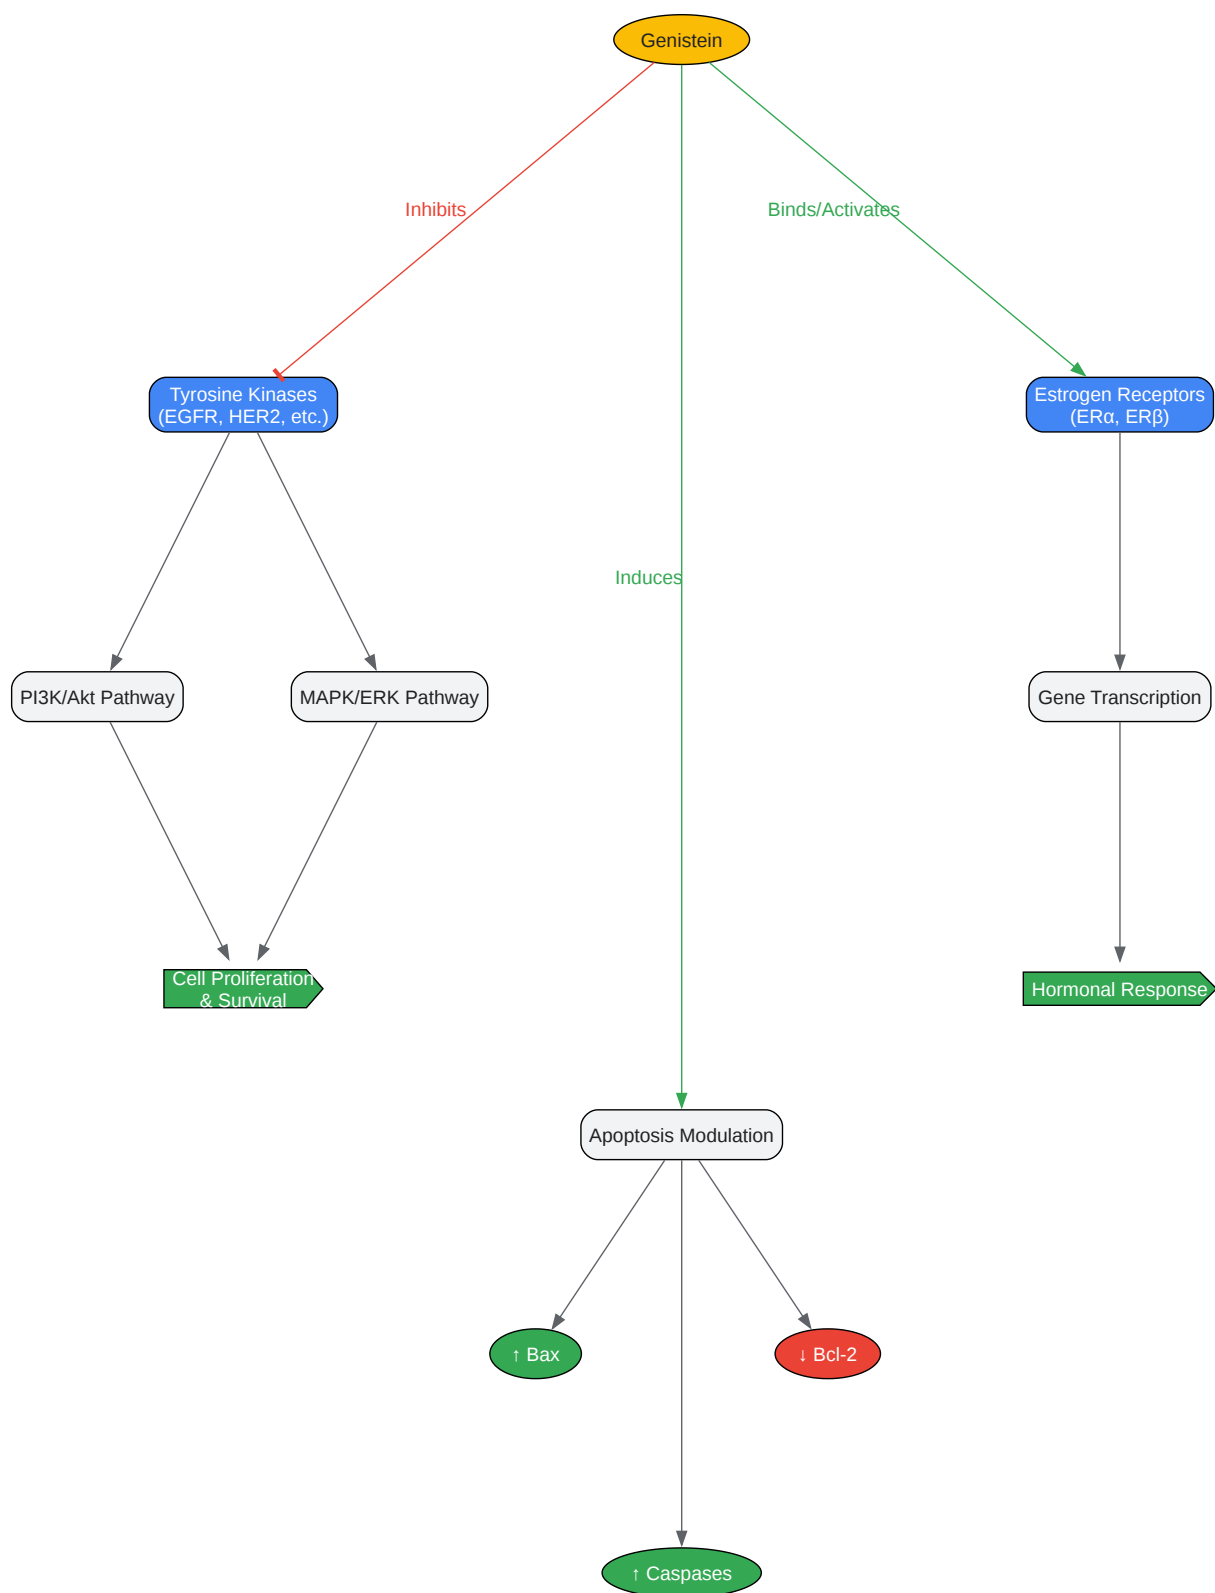 Genistein
Inhibits
Binds/Activates
Tyrosine Kinases
(EGFR, HER2, etc.)
Estrogen Receptors
(ERα, ERβ)
Induces
PI3K/Akt Pathway
MAPK/ERK Pathway
Gene Transcription
Cell Proliferation
& Survival
Hormonal Response
Apoptosis Modulation
↑ Bax
↓ Bcl-2
↑ Caspases